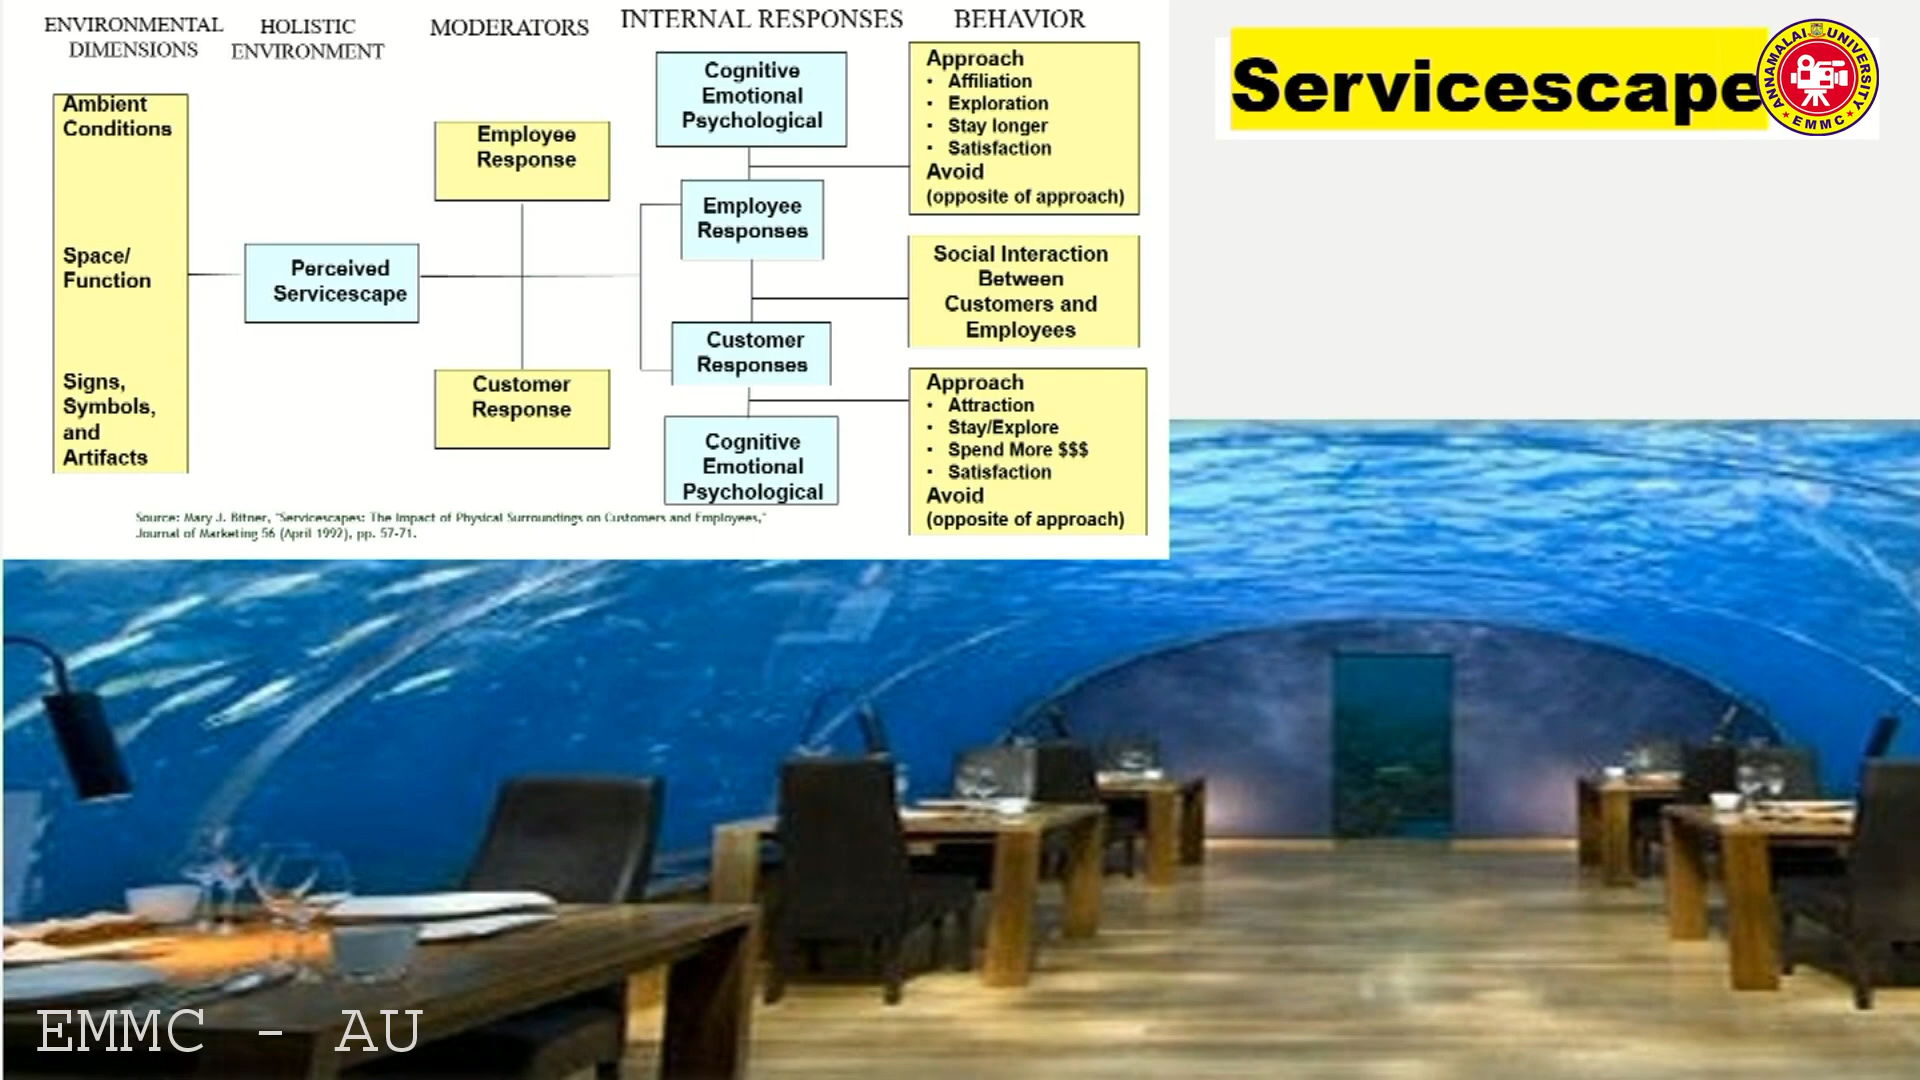 ENVIRONMENTAL
DIMENSIONS
HOLISTIC
ENVIRONMENT
MODERATORS
INTERNAL RESPONSES
BEHAVIOR
Ambient
Conditions
Space/
Function
Signs,
Symbols,
and
Artifacts
Perceived
Servicescape
Employee
Response
Customer
Response
Cognitive
Emotional
Psychological
Employee
Responses
Customer
Responses
Cognitive
Emotional
Psychological
Approach
• Affiliation
• Exploration
• Stay longer
• Satisfaction
Avoid
(opposite of approach)
Social Interaction
Between
Customers and
Employees
Approach
• Attraction
• Stay/Explore
• Spend More $$$
• Satisfaction
Avoid
(opposite of approach)
Source: Mary J. Bitner, "Servicescapes: The Impact of Physical Surroundings on Customers and Employees,"
Journal of Marketing 56 (April 1992), pp. 57-71.
Servicescape
ANNAMALAI UNIVERSITY
EMMC
EMMC - AU